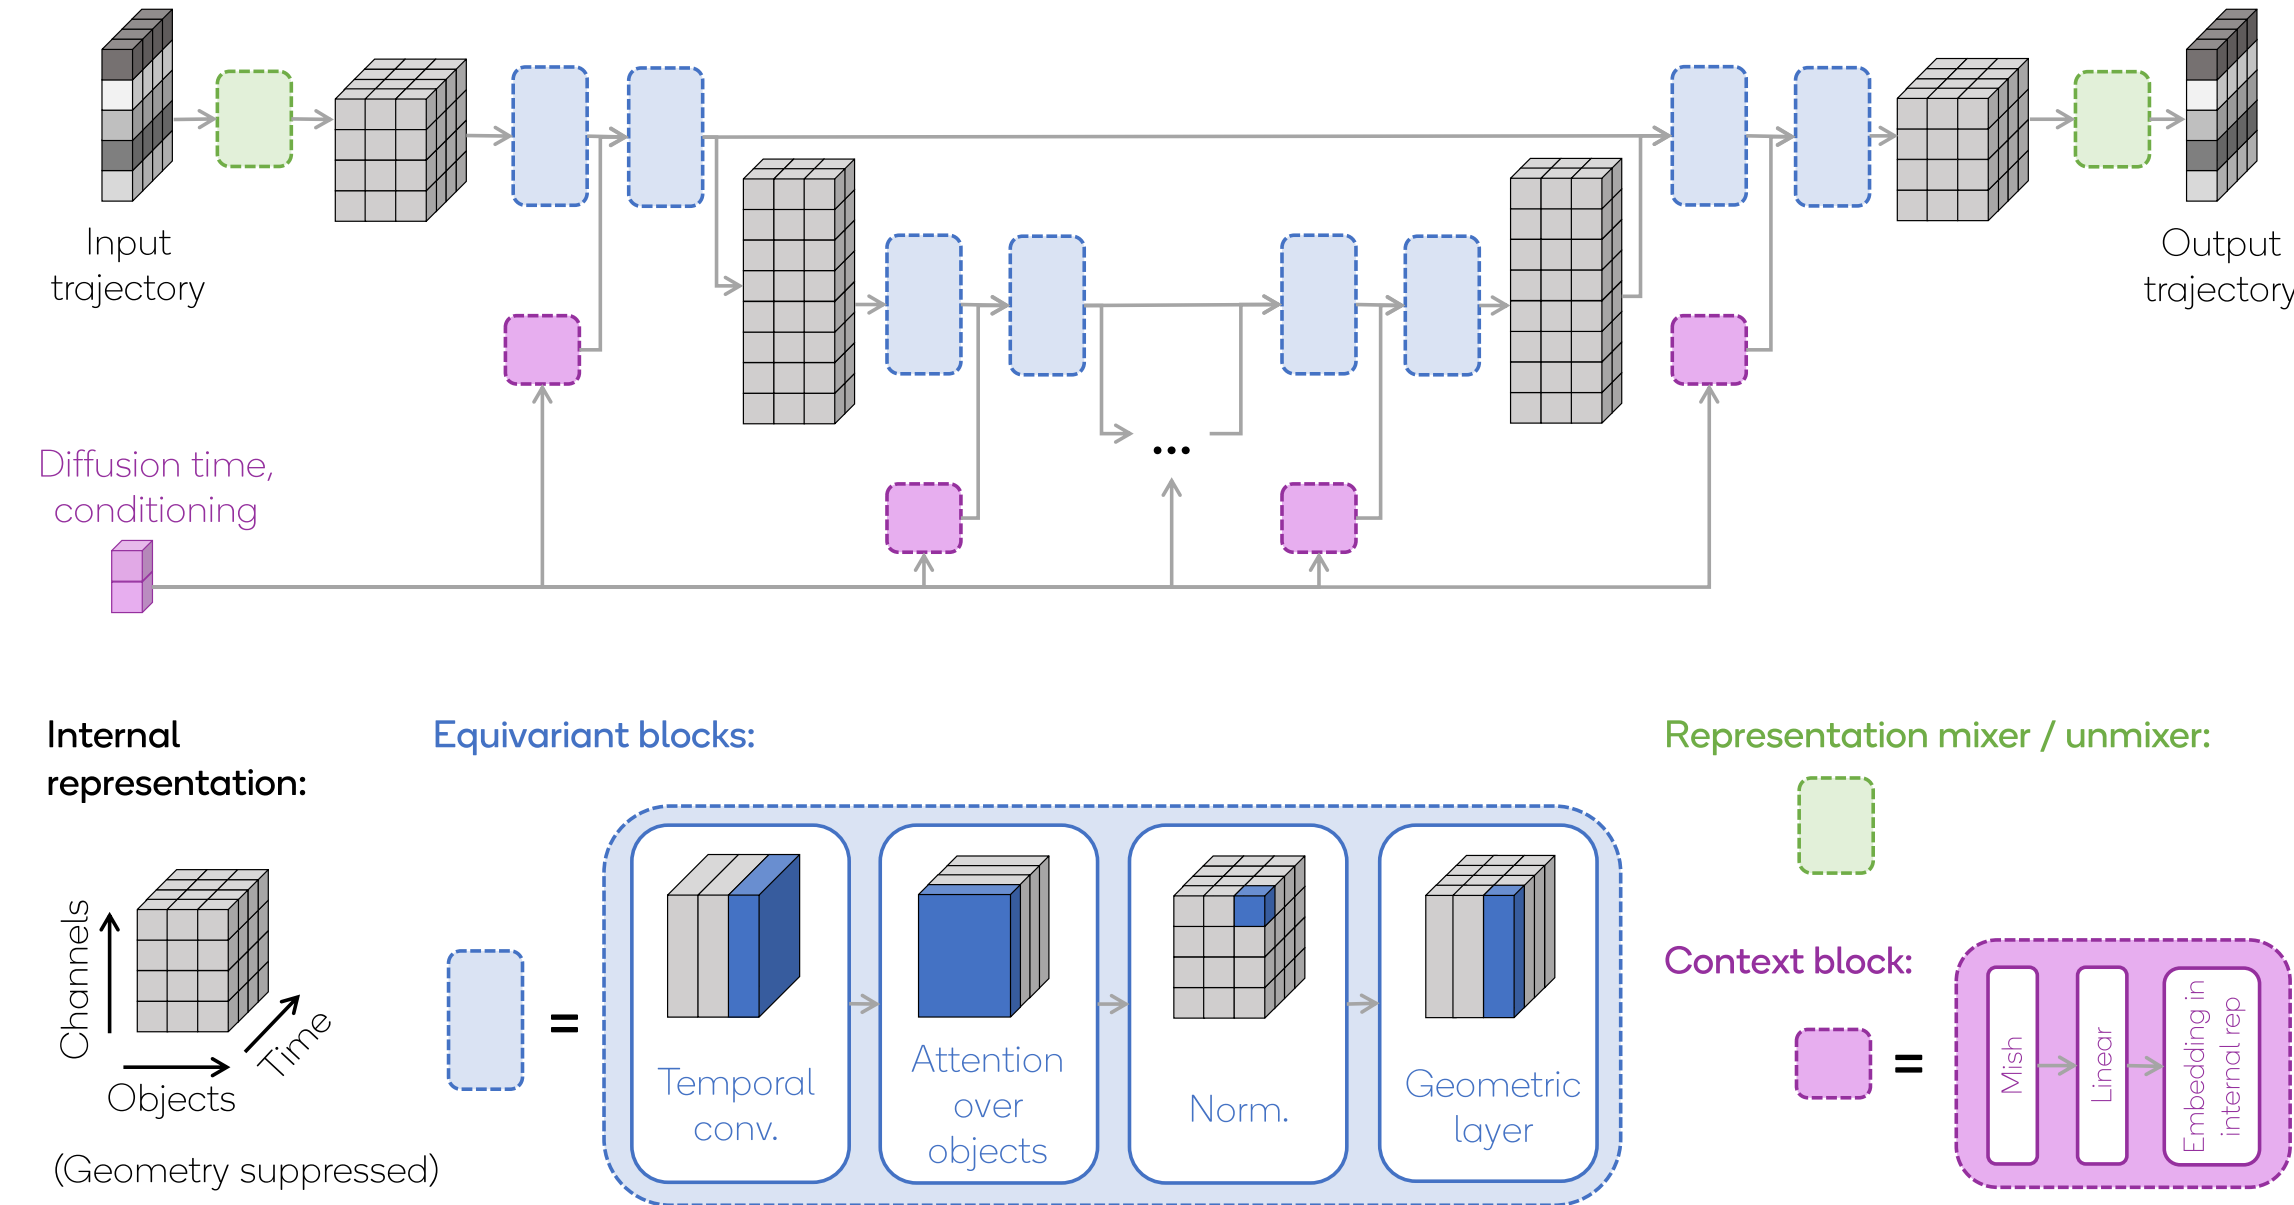 Input
trajectory
Output
trajectory
...
Diffusion time,
conditioning
Internal
representation:
Channels
Objects
Time
(Geometry suppressed)
Equivariant blocks:
=
Temporal
conv.
Attention
over
objects
Norm.
Geometric
layer
Representation mixer / unmixer:
Context block:
=
Mish
Linear
Embedding in
internal rep